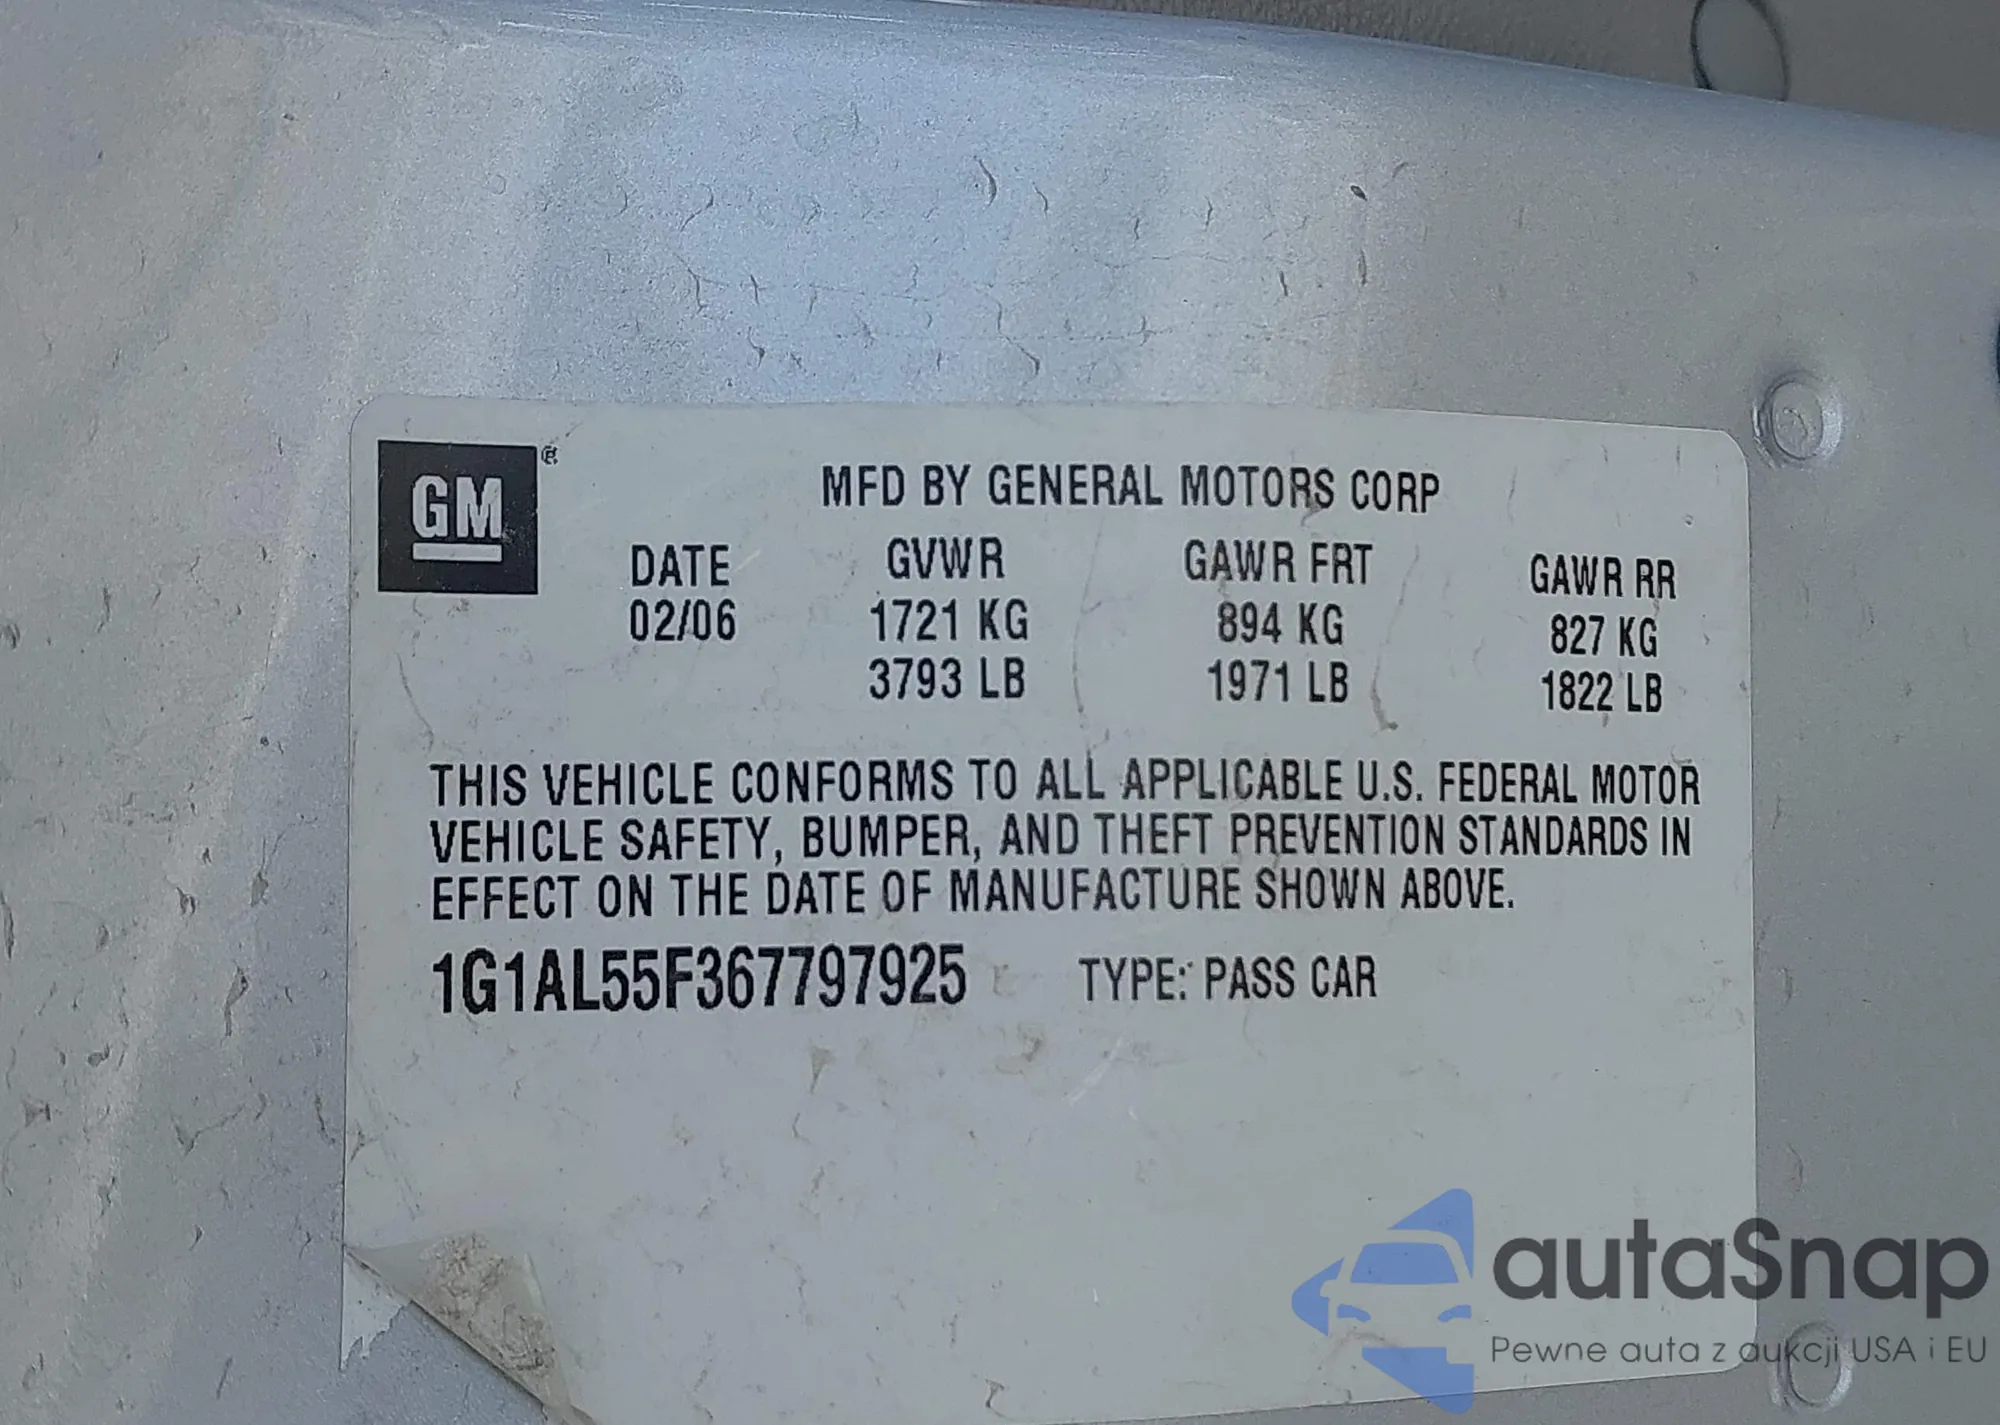 GM ®
MFD BY GENERAL MOTORS CORP
DATE GVWR GAWR FRT GAWR RR
02/06 1721 KG 894 KG 827 KG
3793 LB 1971 LB 1822 LB
THIS VEHICLE CONFORMS TO ALL APPLICABLE U.S. FEDERAL MOTOR
VEHICLE SAFETY, BUMPER, AND THEFT PREVENTION STANDARDS IN
EFFECT ON THE DATE OF MANUFACTURE SHOWN ABOVE.
1G1AL55F367797925 TYPE: PASS CAR
autaSnap
Pewne auta z aukcji USA i EU